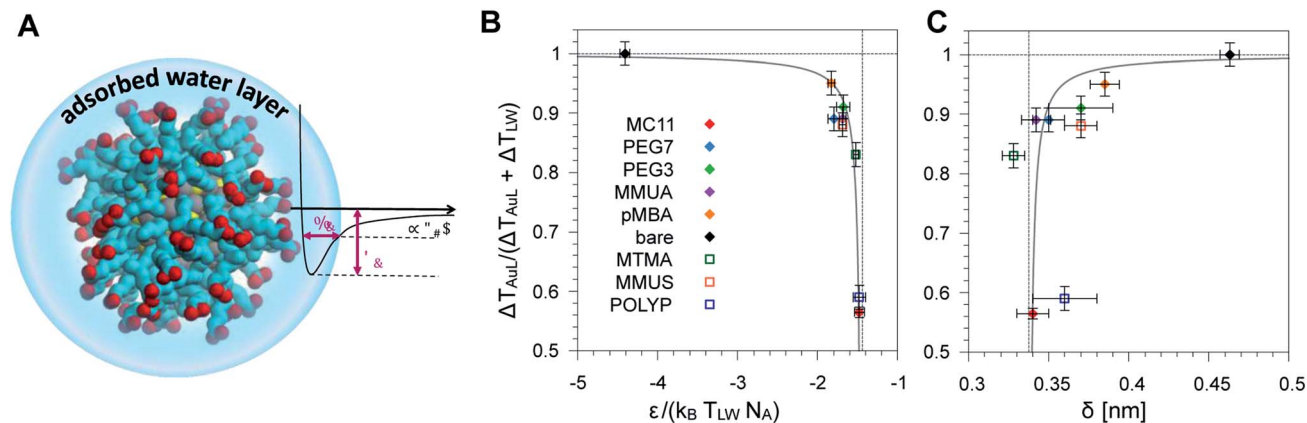 A
adsorbed water layer
%&
∝ "#$
'&
B
ΔT_AuL/(ΔT_AuL + ΔT_LW)
1
0.9
0.8
0.7
0.6
0.5
MC11
PEG7
PEG3
MMUA
pMBA
bare
MTMA
MMUS
POLYP
-5
-4
-3
-2
-1
ε/(k_B T_LW N_A)
C
1
0.9
0.8
0.7
0.6
0.5
0.3
0.35
0.4
0.45
0.5
δ [nm]